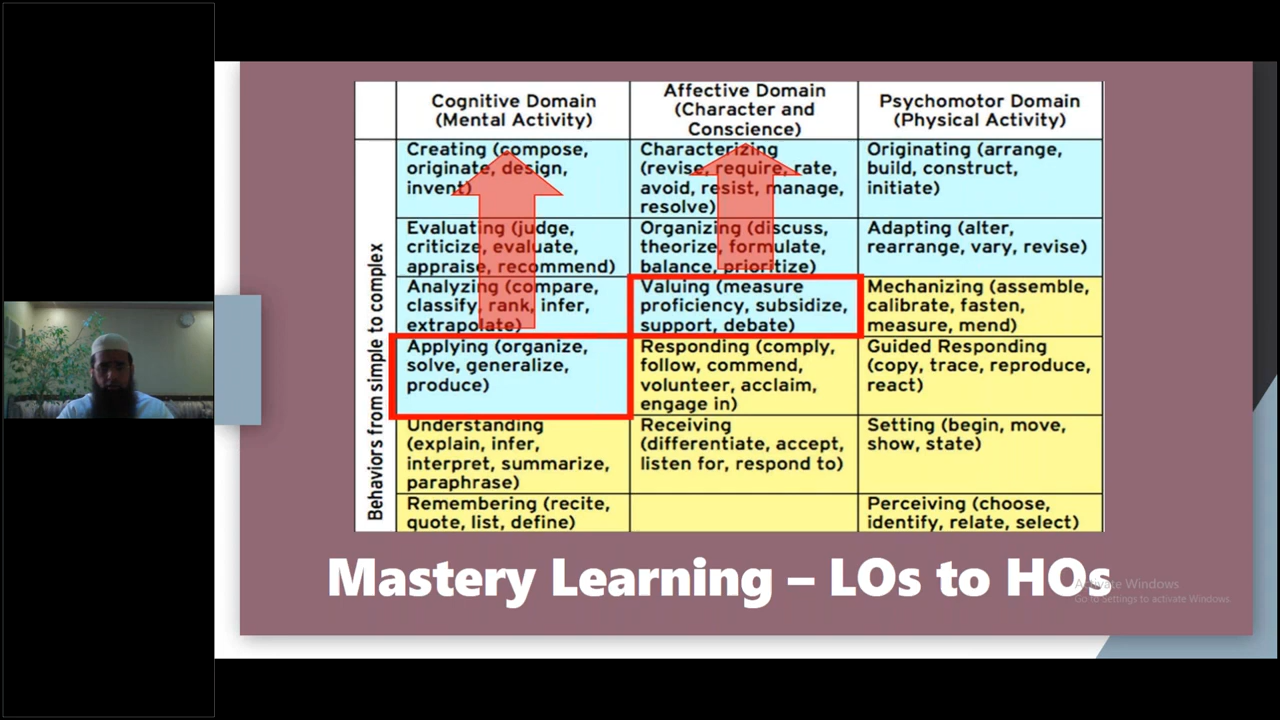 Cognitive Domain
(Mental Activity)
Affective Domain
(Character and
Conscience)
Psychomotor Domain
(Physical Activity)
Behaviors from simple to complex
Creating (compose,
originate, design,
invent)
Characterizing
(revise, require, rate,
avoid, resist, manage,
resolve)
Originating (arrange,
build, construct,
initiate)
Evaluating (judge,
criticize, evaluate,
appraise, recommend)
Organizing (discuss,
theorize, formulate,
balance, prioritize)
Adapting (alter,
rearrange, vary, revise)
Analyzing (compare,
classify, rank, infer,
extrapolate)
Valuing (measure
proficiency, subsidize,
support, debate)
Mechanizing (assemble,
calibrate, fasten,
measure, mend)
Applying (organize,
solve, generalize,
produce)
Responding (comply,
follow, commend,
volunteer, acclaim,
engage in)
Guided Responding
(copy, trace, reproduce,
react)
Understanding
(explain, infer,
interpret, summarize,
paraphrase)
Receiving
(differentiate, accept,
listen for, respond to)
Setting (begin, move,
show, state)
Remembering (recite,
quote, list, define)
Perceiving (choose,
identify, relate, select)
Mastery Learning – LOs to HOs
Activate Windows
Go to Settings to activate Windows.